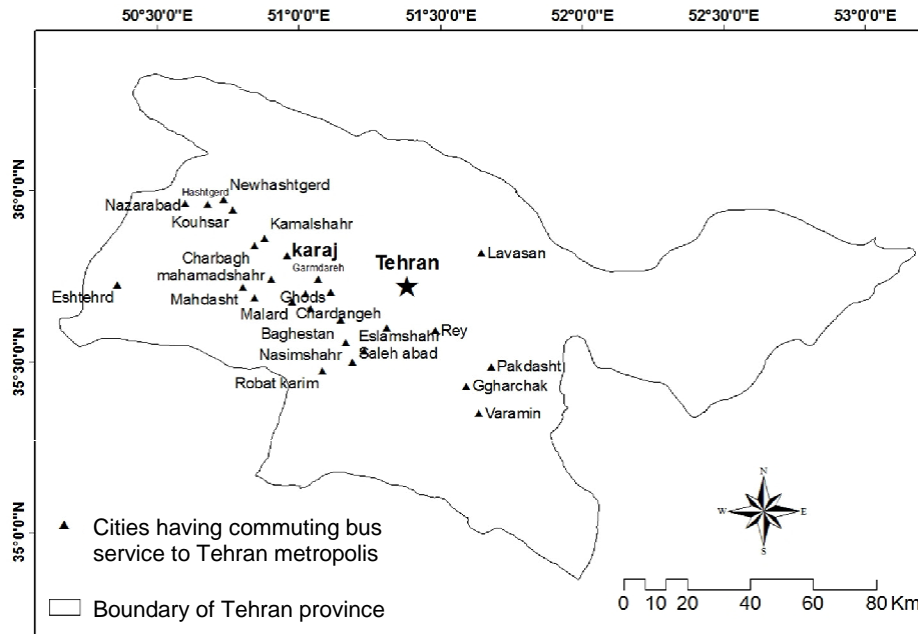 50°30'0"E 51°0'0"E 51°30'0"E 52°0'0"E 52°30'0"E 53°0'0"E
36°0'0"N
35°30'0"N
35°0'0"N
Newhashtgerd
Hashtgerd
Nazarabad
Kouhsar
Kamalshahr
karaj
Charbagh
Garmdareh
Tehran
Lavasan
mahamadshahr
Eshtehrd
Mahdasht
Ghods
Malard
Chardangeh
Baghestan
Eslamshahr
Rey
Nasimshahr
Saleh abad
Robat karim
Pakdasht
Ggharchak
Varamin
N
W E
S
Cities having commuting bus
service to Tehran metropolis
Boundary of Tehran province
0 10 20 40 60 80 Km